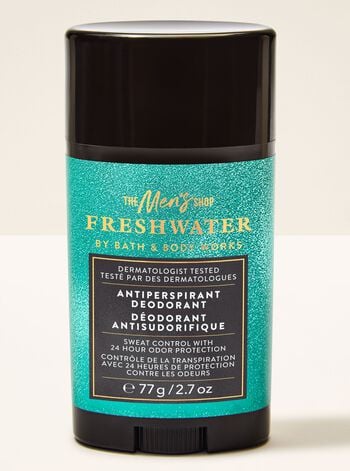 THE Men's SHOP
FRESHWATER
BY BATH & BODY WORKS
DERMATOLOGIST TESTED
TESTÉ PAR DES DERMATOLOGUES
ANTIPERSPIRANT
DEODORANT
DÉODORANT
ANTISUDORIFIQUE
SWEAT CONTROL WITH
24 HOUR ODOR PROTECTION
CONTRÔLE DE LA TRANSPIRATION
AVEC 24 HEURES DE PROTECTION
CONTRE LES ODEURS
℮ 77 g / 2.7 oz